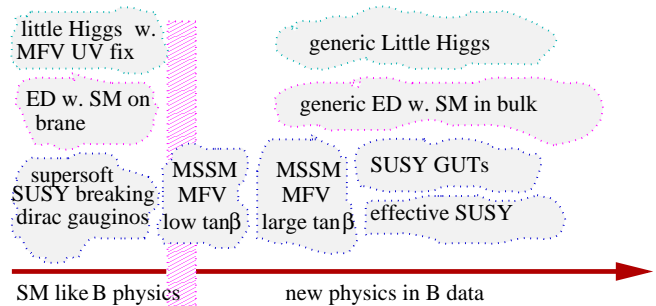 little Higgs w.
MFV UV fix
generic Little Higgs
ED w. SM on
brane
generic ED w. SM in bulk
supersoft
SUSY breaking
dirac gauginos
MSSM
MFV
low tanβ
MSSM
MFV
large tanβ
SUSY GUTs
effective SUSY
SM like B physics
new physics in B data